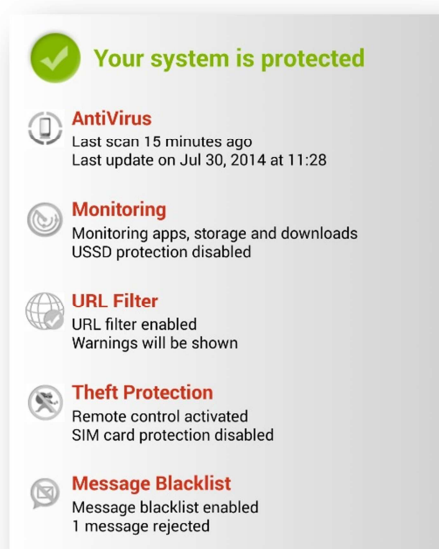 Your system is protected
AntiVirus
Last scan 15 minutes ago
Last update on Jul 30, 2014 at 11:28
Monitoring
Monitoring apps, storage and downloads
USSD protection disabled
URL Filter
URL filter enabled
Warnings will be shown
Theft Protection
Remote control activated
SIM card protection disabled
Message Blacklist
Message blacklist enabled
1 message rejected